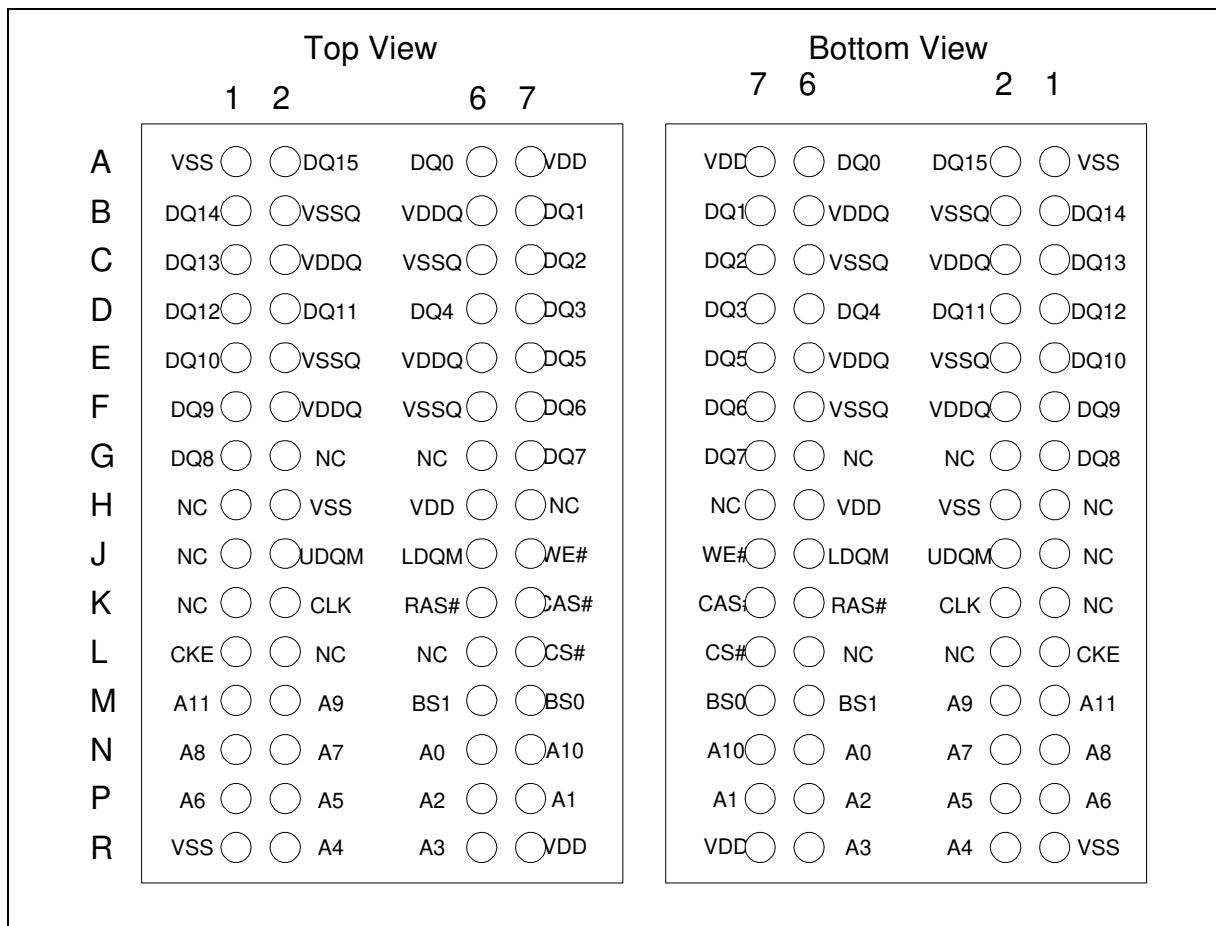 Top View Bottom View
1 2 6 7 7 6 2 1
A VSS DQ15 DQ0 VDD VDD DQ0 DQ15 VSS
B DQ14 VSSQ VDDQ DQ1 DQ1 VDDQ VSSQ DQ14
C DQ13 VDDQ VSSQ DQ2 DQ2 VSSQ VDDQ DQ13
D DQ12 DQ11 DQ4 DQ3 DQ3 DQ4 DQ11 DQ12
E DQ10 VSSQ VDDQ DQ5 DQ5 VDDQ VSSQ DQ10
F DQ9 VDDQ VSSQ DQ6 DQ6 VSSQ VDDQ DQ9
G DQ8 NC NC DQ7 DQ7 NC NC DQ8
H NC VSS VDD NC NC VDD VSS NC
J NC UDQM LDQM WE# WE# LDQM UDQM NC
K NC CLK RAS# CAS# CAS# RAS# CLK NC
L CKE NC NC CS# CS# NC NC CKE
M A11 A9 BS1 BS0 BS0 BS1 A9 A11
N A8 A7 A0 A10 A10 A0 A7 A8
P A6 A5 A2 A1 A1 A2 A5 A6
R VSS A4 A3 VDD VDD A3 A4 VSS